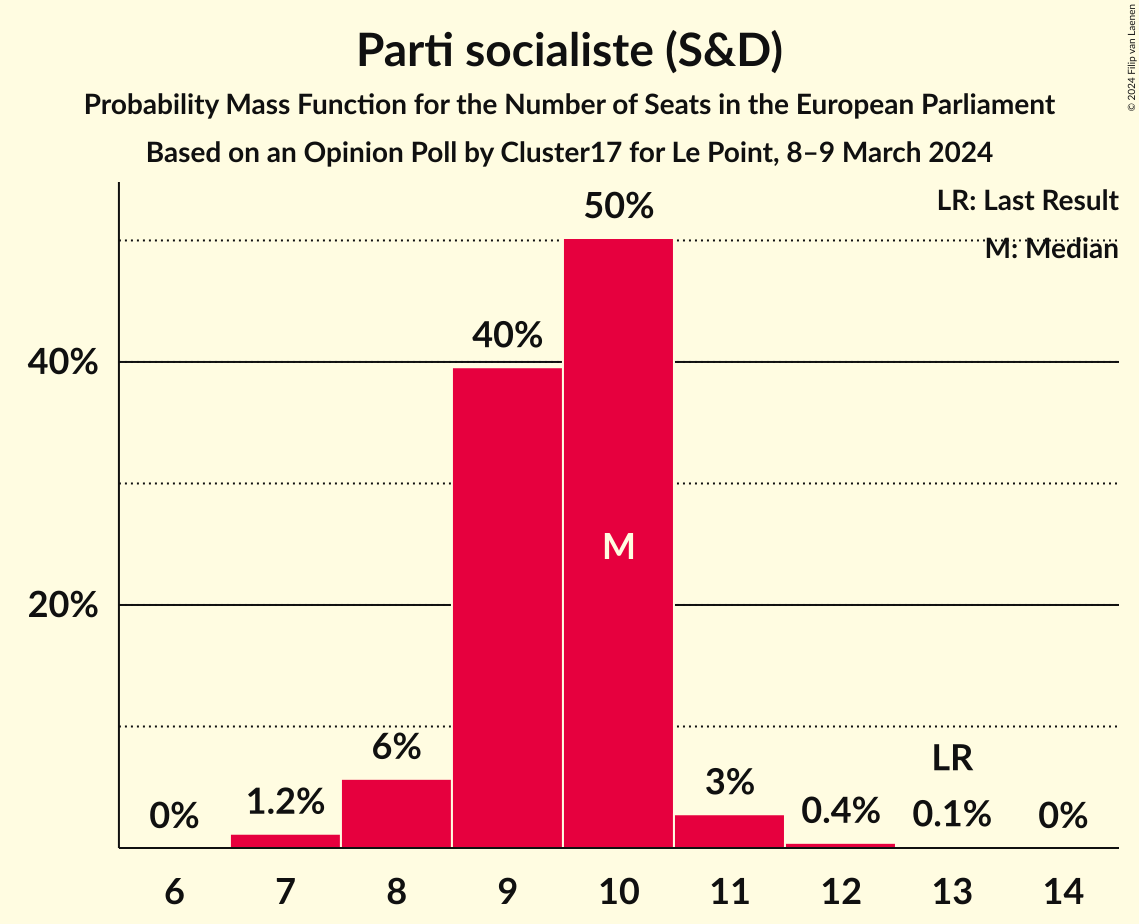 Parti socialiste (S&D)
Probability Mass Function for the Number of Seats in the European Parliament
Based on an Opinion Poll by Cluster17 for Le Point, 8–9 March 2024
© 2024 Filip van Laenen
LR: Last Result
M: Median
40%
20%
0%
1.2%
6%
40%
50%
M
3%
0.4%
LR
0.1%
0%
6 7 8 9 10 11 12 13 14